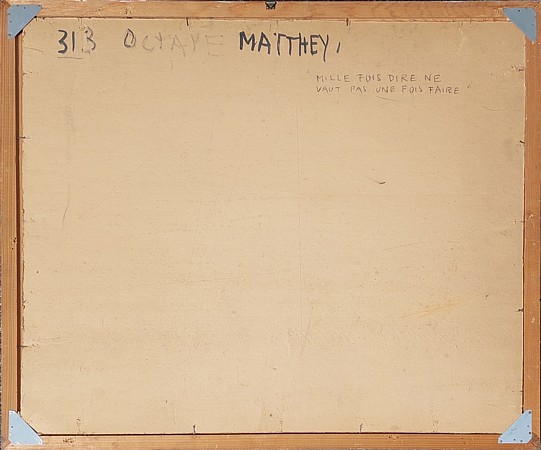 313 OCTAVE MATTHEY,
"MILLE FOIS DIRE NE
VAUT PAS UNE FOIS FAIRE"